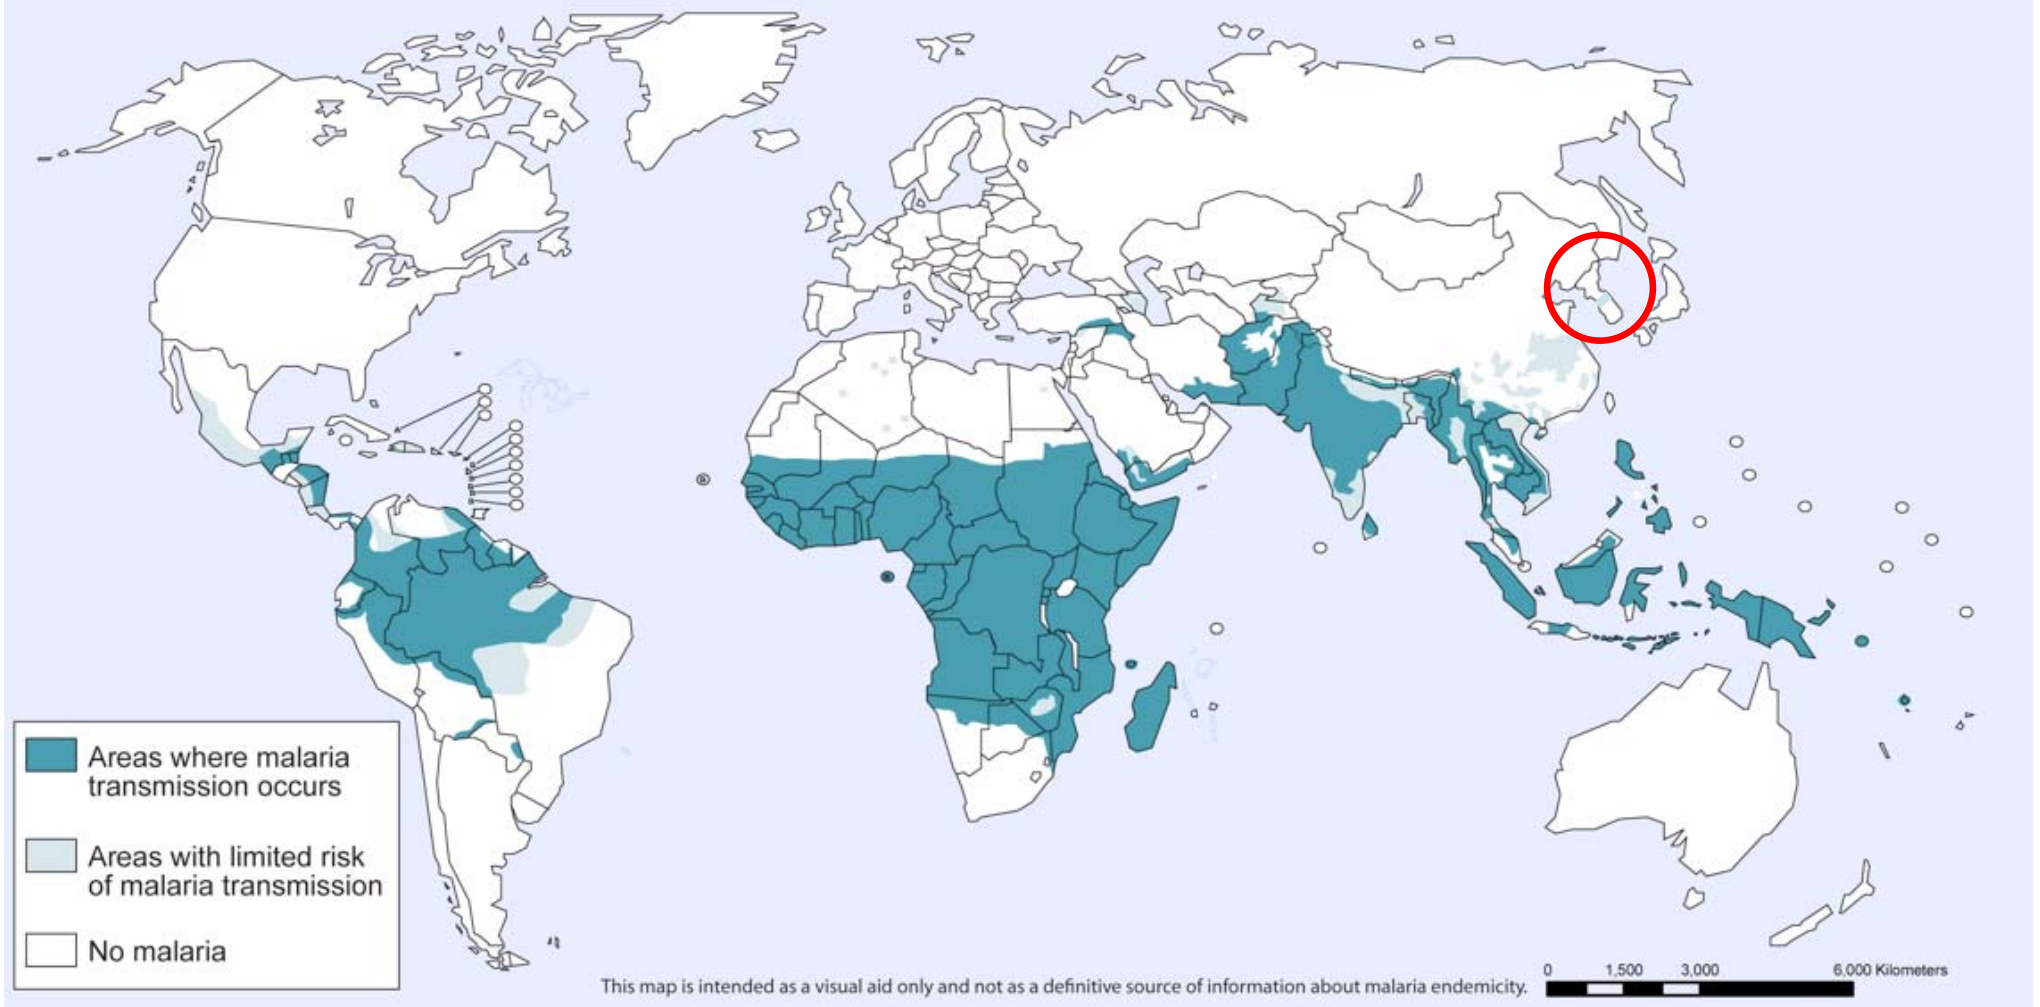 Areas where malaria
transmission occurs
Areas with limited risk
of malaria transmission
No malaria
This map is intended as a visual aid only and not as a definitive source of information about malaria endemicity.
0 1,500 3,000 6,000 Kilometers